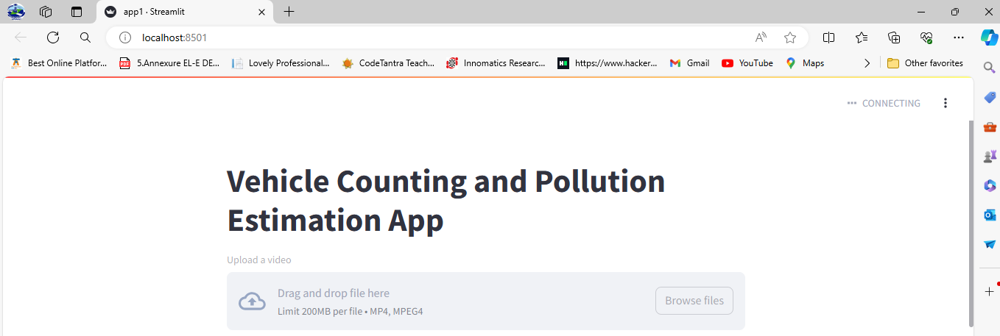 app1 · Streamlit
localhost:8501
Best Online Platfor...
PDF
5.Annexure EL-E DE...
Lovely Professional...
CodeTantra Teach...
Innomatics Researc...
H
https://www.hacker...
Gmail
YouTube
Maps
Other favorites
CONNECTING
Vehicle Counting and Pollution
Estimation App
Upload a video
Drag and drop file here
Limit 200MB per file • MP4, MPEG4
Browse files